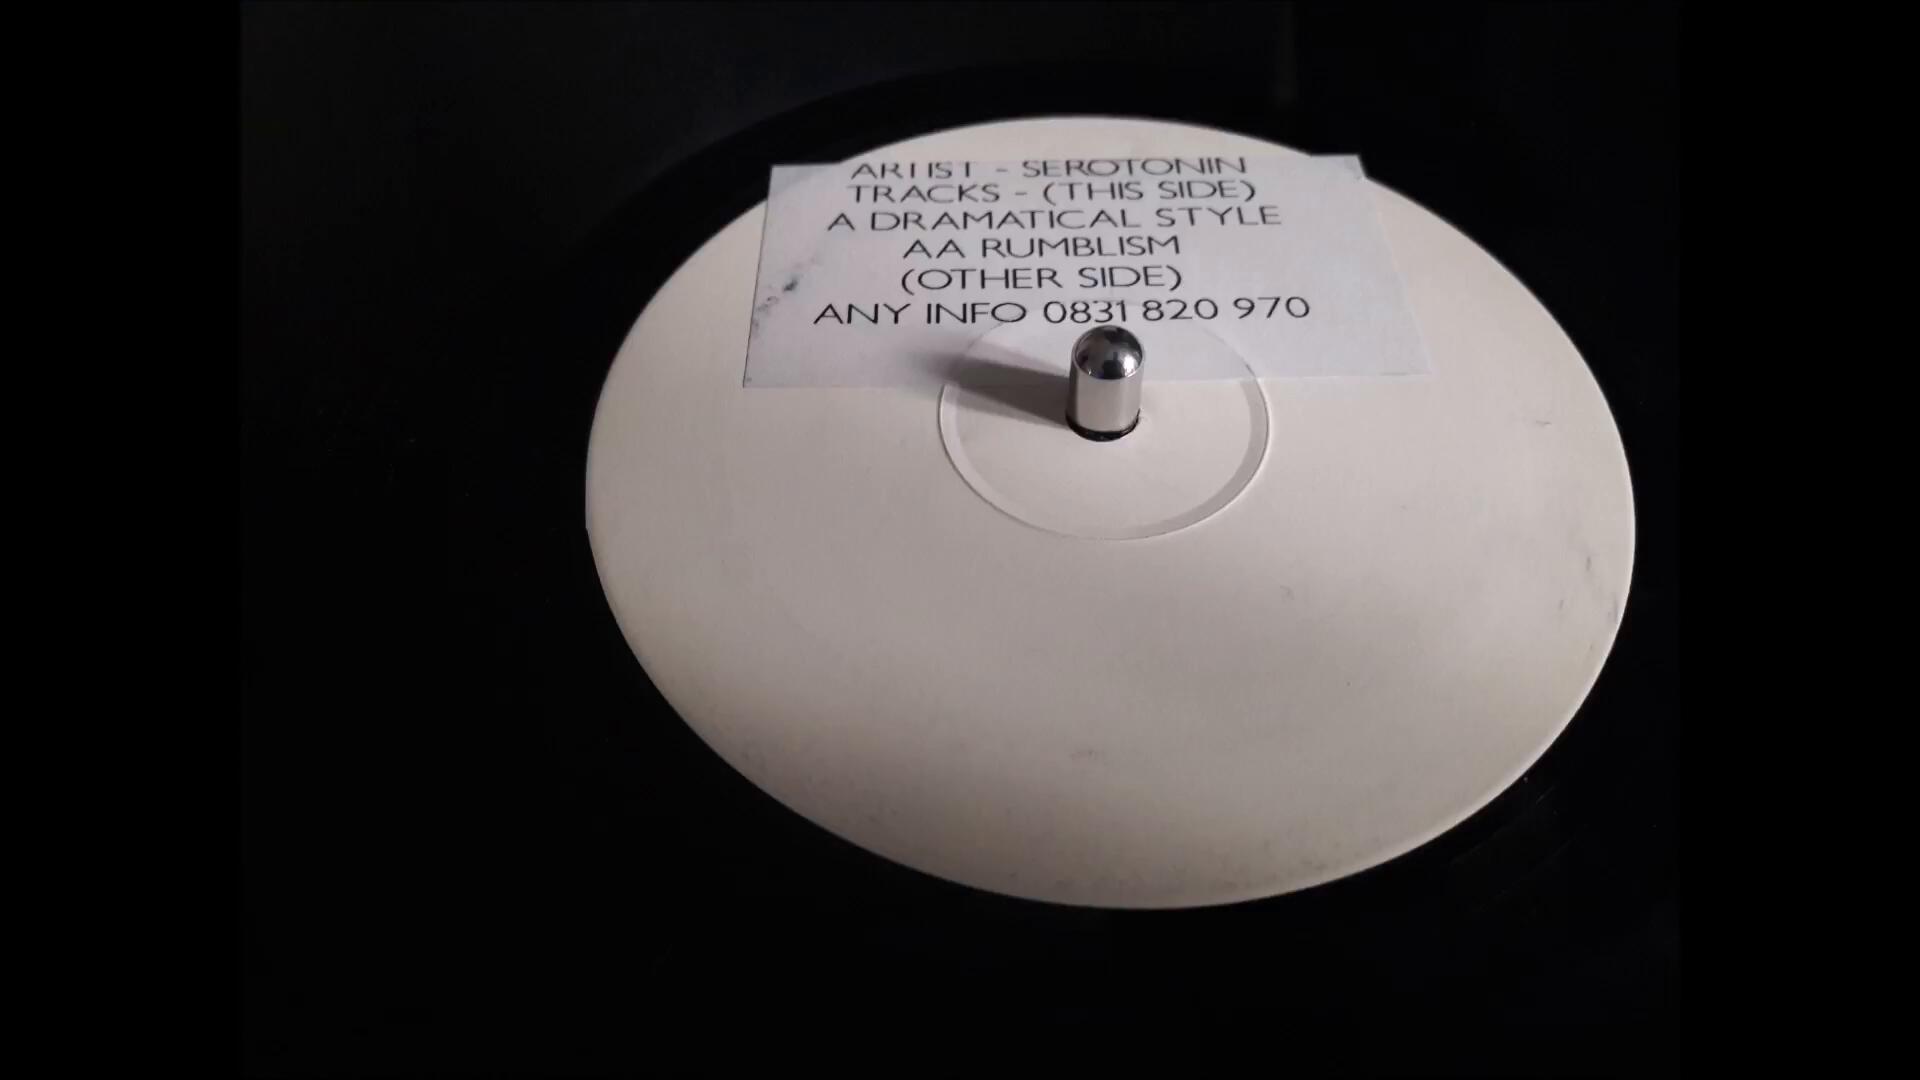 ARTIST - SEROTONIN
TRACKS - (THIS SIDE)
A DRAMATICAL STYLE
AA RUMBLISM
(OTHER SIDE)
ANY INFO 0831 820 970